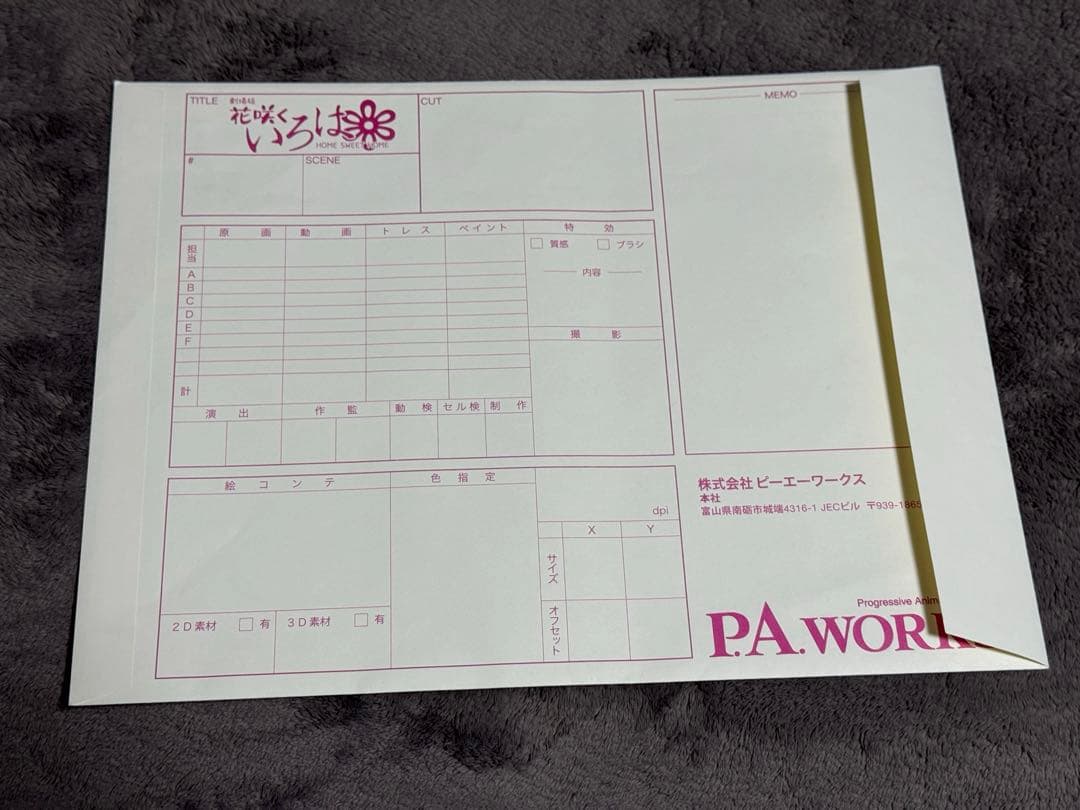 TITLE
劇場版
花咲く
いろは
HOME SWEET HOME
CUT
#
SCENE
MEMO
原 画 動 画 トレス ペイント 特 効
担当
A
B
C
D
E
F
計
質感 ブラシ
内容
撮 影
演 出 作 監 動 検 セル検 制 作
絵コンテ 色指定
dpi
X Y
サイズ
オフセット
2D素材 有 3D素材 有
株式会社ピーエーワークス
本社
富山県南砺市城端4316-1 JECビル 〒939-1865
Progressive Anim
P.A.WORKS